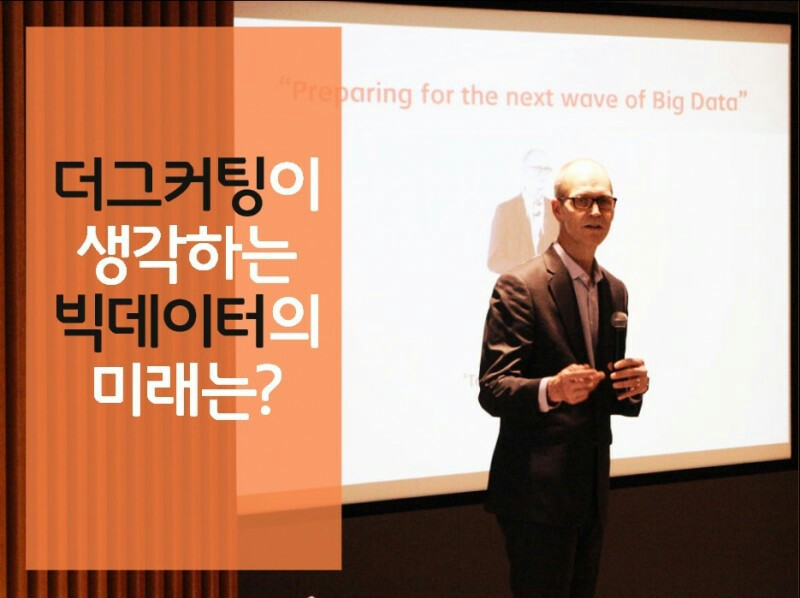 더그커팅이
생각하는
빅데이터의
미래는?
“Preparing for the next wave of Big Data”